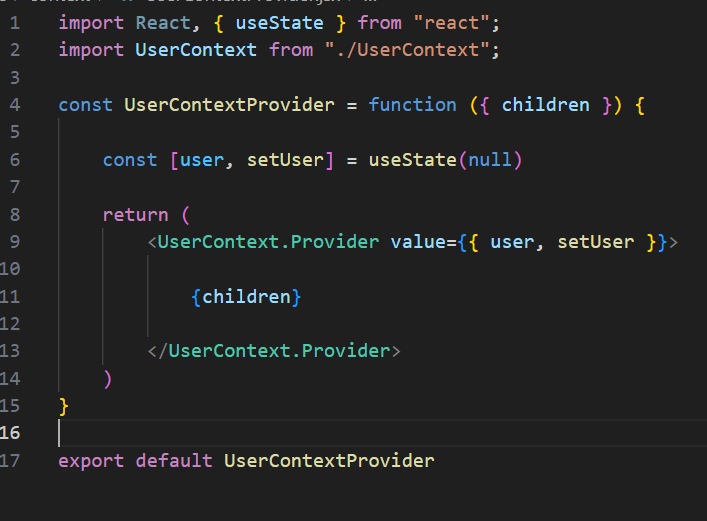 1 import React, { useState } from "react";
2 import UserContext from "./UserContext";
3
4 const UserContextProvider = function ({ children }) {
5
6 const [user, setUser] = useState(null)
7
8 return (
9 <UserContext.Provider value={{ user, setUser }}>
10
11 {children}
12
13 </UserContext.Provider>
14 )
15 }
16
17 export default UserContextProvider